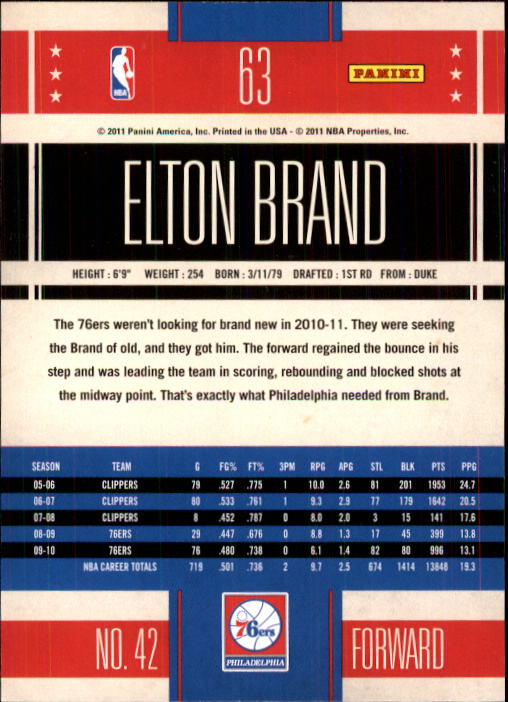 63
NBA
PANINI
© 2011 Panini America, Inc. Printed in the USA - © 2011 NBA Properties, Inc.
ELTON BRAND
HEIGHT : 6'9" WEIGHT : 254 BORN : 3/11/79 DRAFTED : 1ST RD FROM : DUKE
The 76ers weren't looking for brand new in 2010-11. They were seeking
the Brand of old, and they got him. The forward regained the bounce in his
step and was leading the team in scoring, rebounding and blocked shots at
the midway point. That's exactly what Philadelphia needed from Brand.
SEASON TEAM G FG% FT% 3PM RPG APG STL BLK PTS PPG
05-06 CLIPPERS 79 .527 .775 1 10.0 2.6 81 201 1953 24.7
06-07 CLIPPERS 80 .533 .761 1 9.3 2.9 77 179 1642 20.5
07-08 CLIPPERS 8 .452 .787 0 8.0 2.0 3 15 141 17.6
08-09 76ERS 29 .447 .676 0 8.8 1.3 17 45 399 13.8
09-10 76ERS 76 .480 .738 0 6.1 1.4 82 80 996 13.1
NBA CAREER TOTALS 719 .501 .736 2 9.7 2.5 674 1414 13848 19.3
NO. 42
76ers
PHILADELPHIA
FORWARD